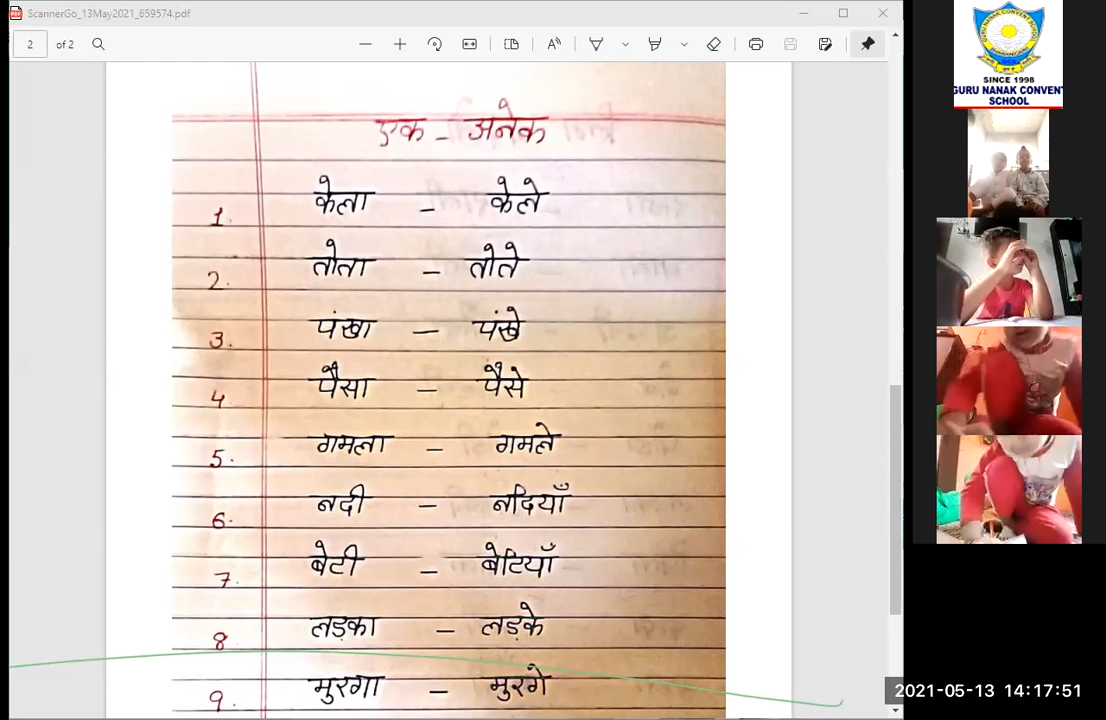 ScannerGo_13May2021_659574.pdf
2 of 2
एक - अनेक
1. केला - केले
2. तोता - तोते
3. पंखा - पंखे
4. पैसा - पैसे
5. गमला - गमले
6. नदी - नदियाँ
7. बेटी - बेटियाँ
8 लड़का - लड़के
9. मुरगा - मुरगे
SINCE 1998
GURU NANAK CONVENT
SCHOOL
2021-05-13 14:17:51